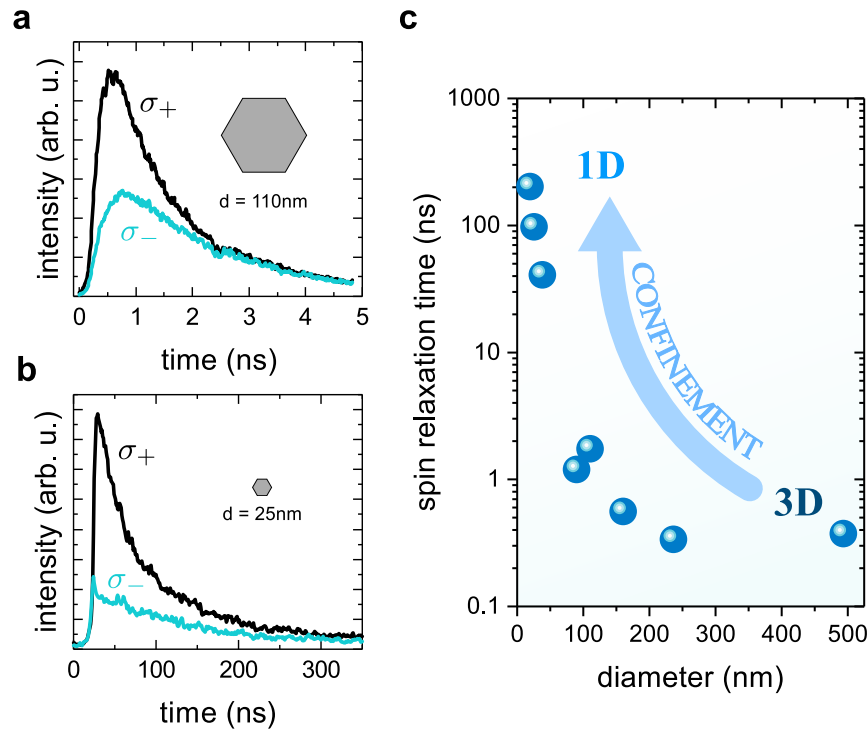 a
intensity (arb. u.)
σ₊
σ₋
d = 110nm
0 1 2 3 4 5
time (ns)
b
intensity (arb. u.)
σ₊
σ₋
d = 25nm
0 100 200 300
time (ns)
c
spin relaxation time (ns)
1000
100
10
1
0.1
1D
CONFINEMENT
3D
0 100 200 300 400 500
diameter (nm)